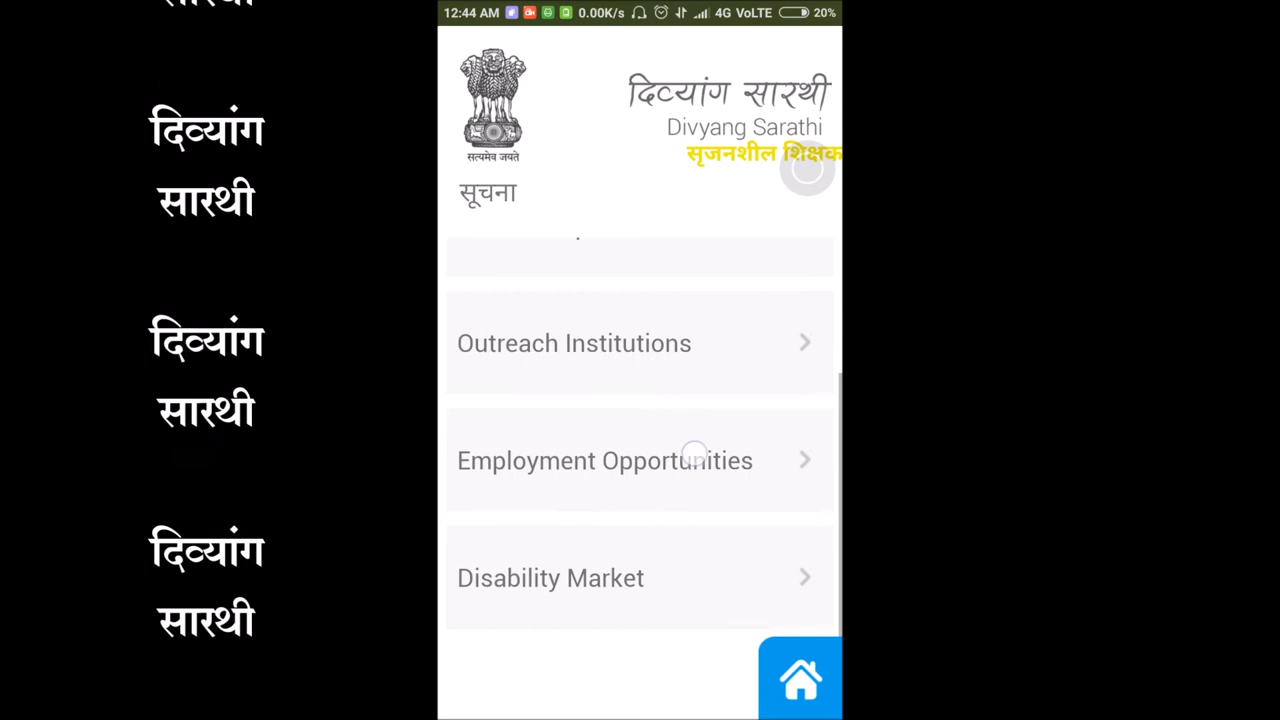 सारथी
दिव्यांग
सारथी
दिव्यांग
सारथी
दिव्यांग
सारथी
12:44 AM 0.00K/s 4G VoLTE 20%
सत्यमेव जयते
दिव्यांग सारथी
Divyang Sarathi
सृजनशील शिक्षक
सूचना
Outreach Institutions
Employment Opportunities
Disability Market